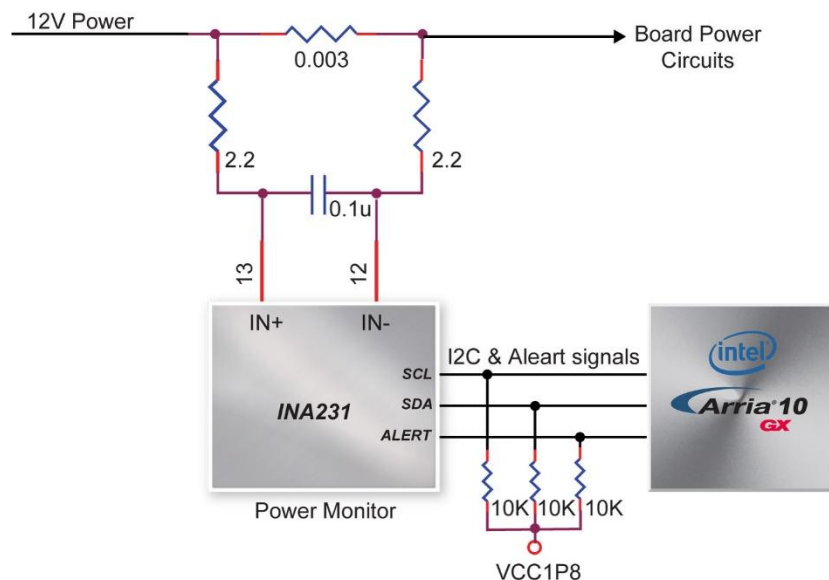 12V Power
0.003
Board Power
Circuits
2.2
2.2
0.1u
13
12
IN+
IN-
I2C & Aleart signals
SCL
SDA
ALERT
INA231
intel
Arria 10
GX
Power Monitor
10K
10K
10K
VCC1P8